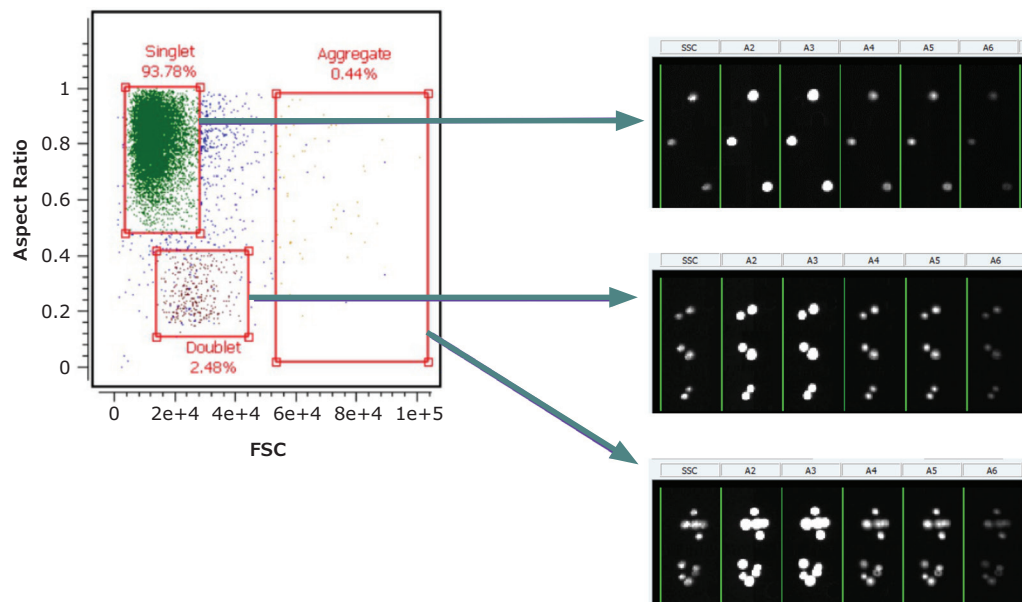 Singlet
93.78%
Aggregate
0.44%
Doublet
2.48%
Aspect Ratio
1
0.8
0.6
0.4
0.2
0
0
2e+4
4e+4
6e+4
8e+4
1e+5
FSC
SSC A2 A3 A4 A5 A6
SSC A2 A3 A4 A5 A6
SSC A2 A3 A4 A5 A6